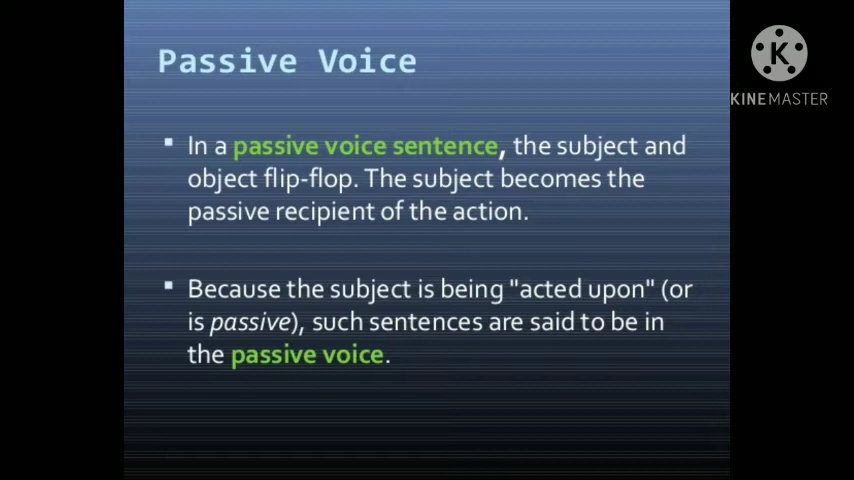 Passive Voice
K
KINEMASTER
▪ In a passive voice sentence, the subject and
object flip-flop. The subject becomes the
passive recipient of the action.
▪ Because the subject is being "acted upon" (or
is passive), such sentences are said to be in
the passive voice.